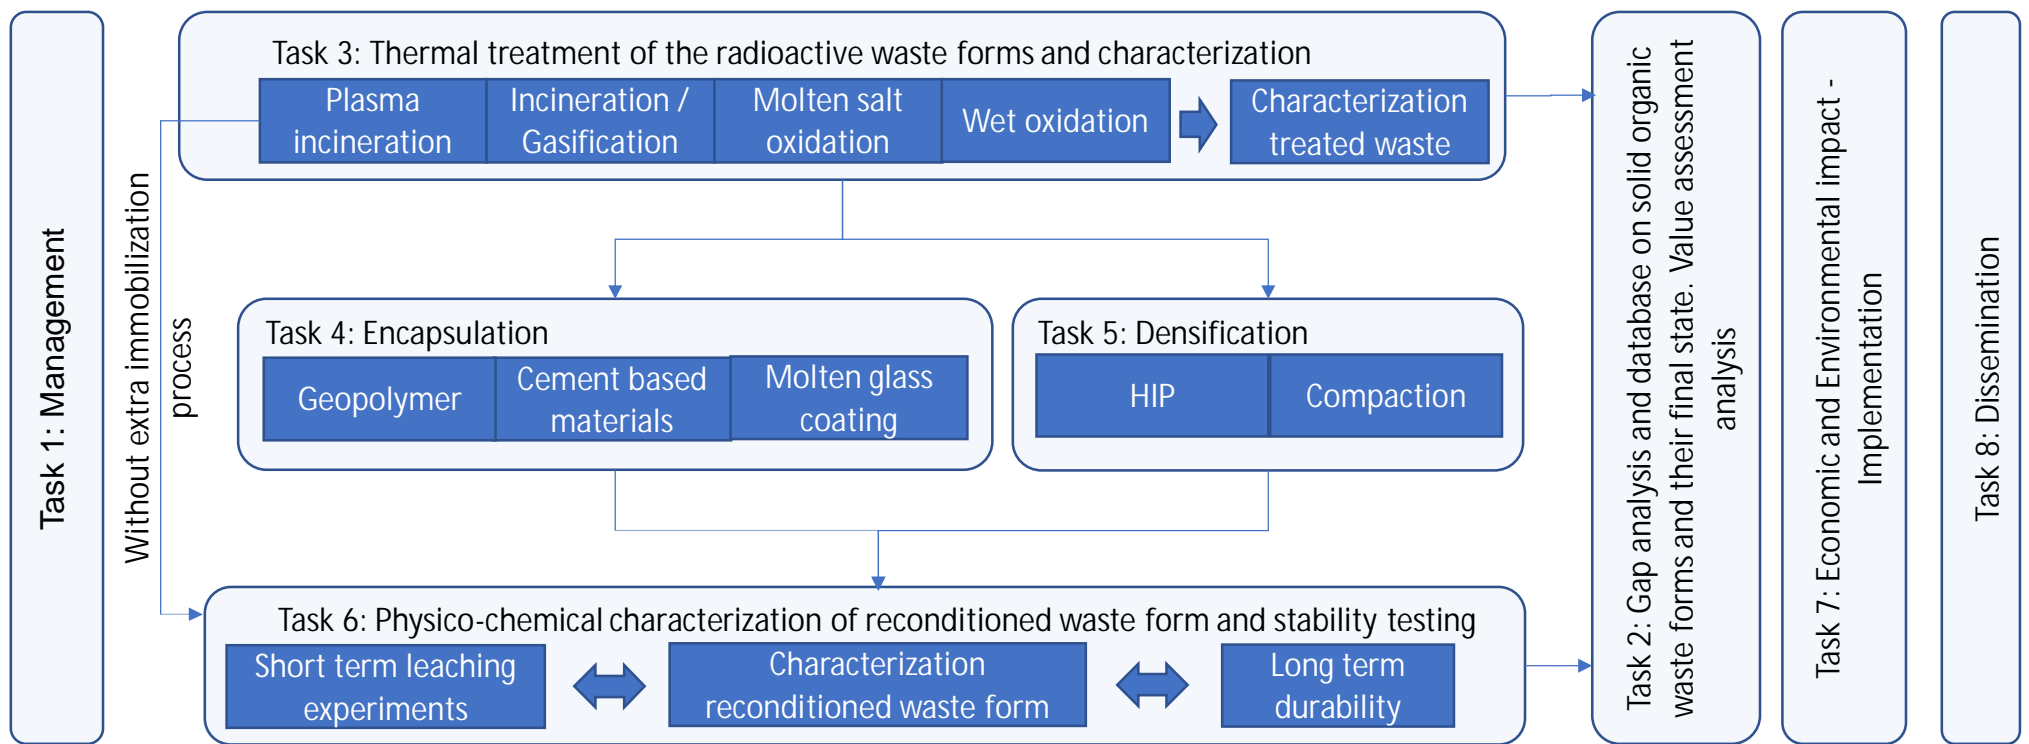 Task 1: Management
Without extra immobilization
process
Task 3: Thermal treatment of the radioactive waste forms and characterization
Plasma
incineration
Incineration /
Gasification
Molten salt
oxidation
Wet oxidation
Characterization
treated waste
Task 4: Encapsulation
Geopolymer
Cement based
materials
Molten glass
coating
Task 5: Densification
HIP
Compaction
Task 6: Physico-chemical characterization of reconditioned waste form and stability testing
Short term leaching
experiments
Characterization
reconditioned waste form
Long term
durability
Task 2: Gap analysis and database on solid organic
waste forms and their final state. Value assessment
analysis
Task 7: Economic and Environmental impact -
Implementation
Task 8: Dissemination